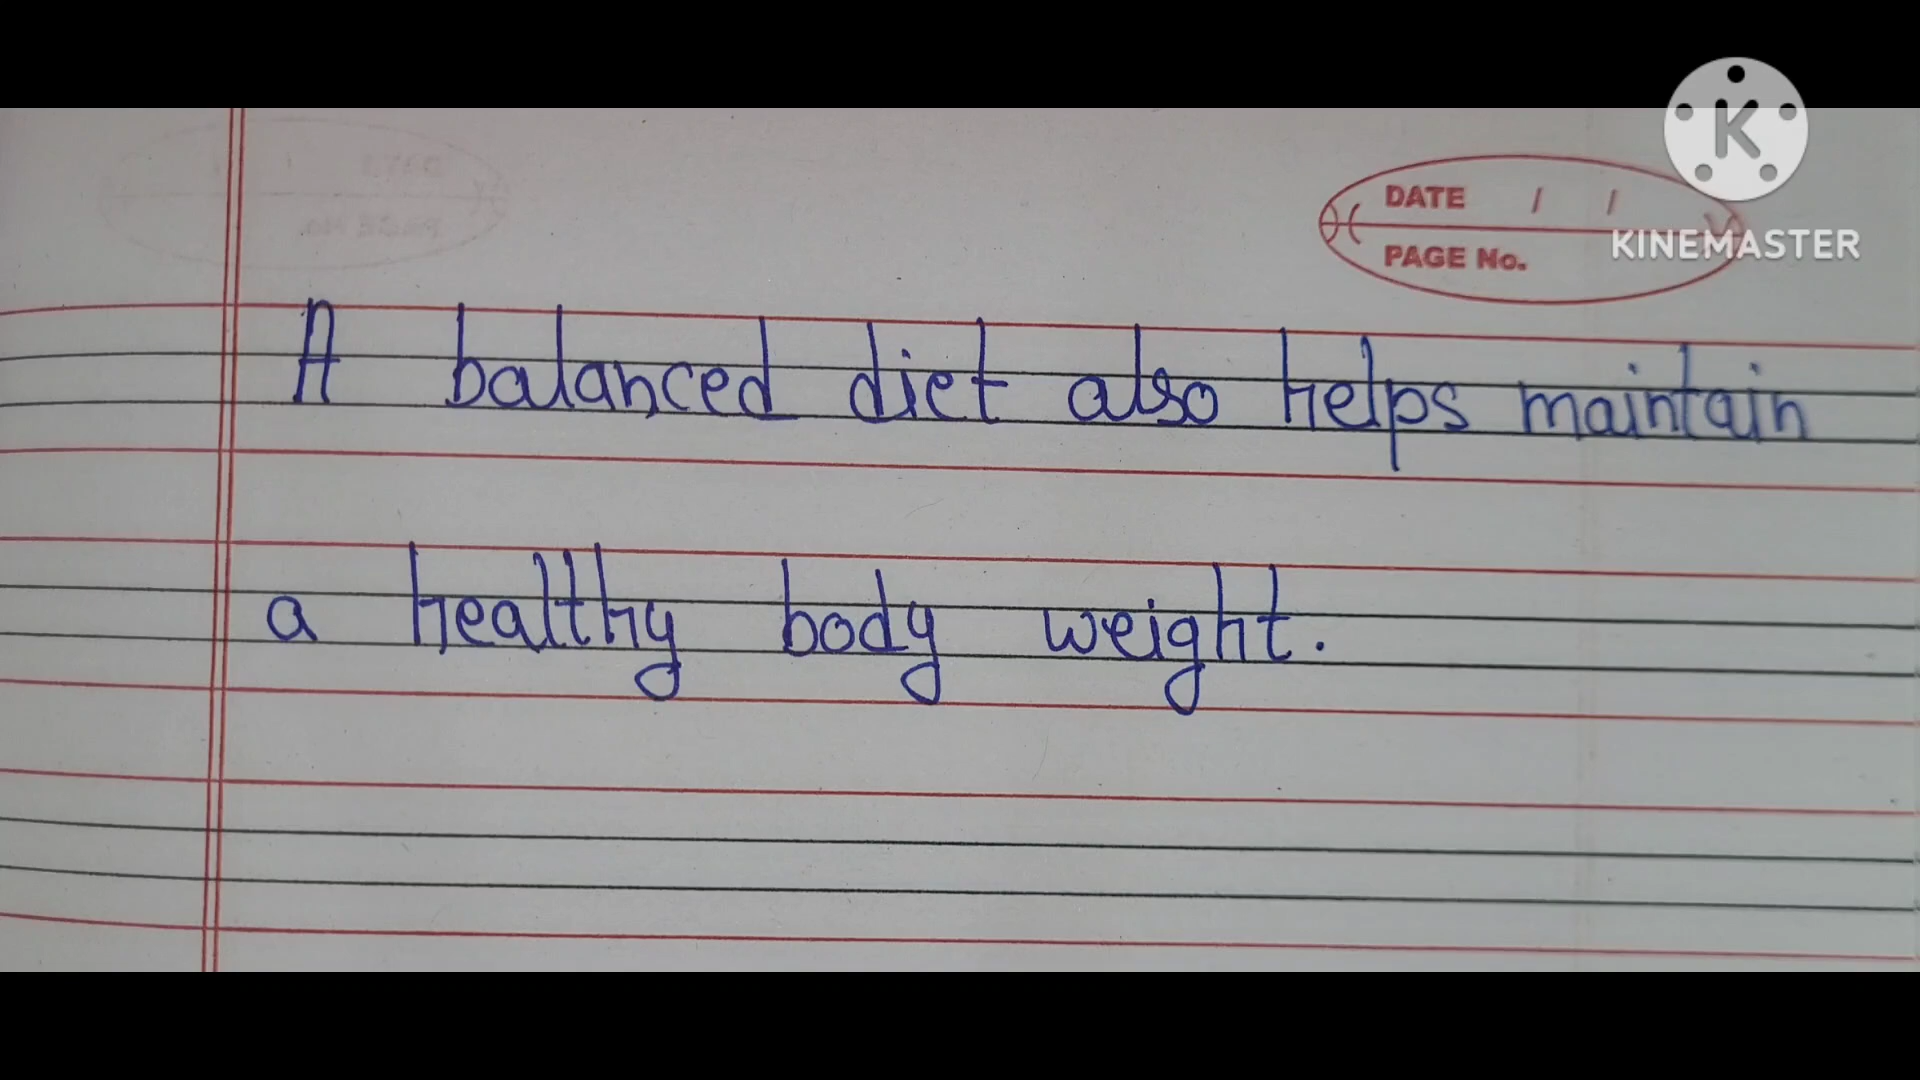 KINEMASTER
DATE / /
PAGE No.
A balanced diet also helps maintain
a healthy body weight.